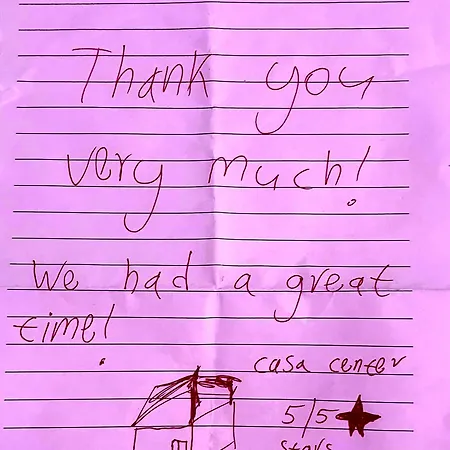 Thank you
very much!
We had a great
time!
casa center
5/5 ★
stars